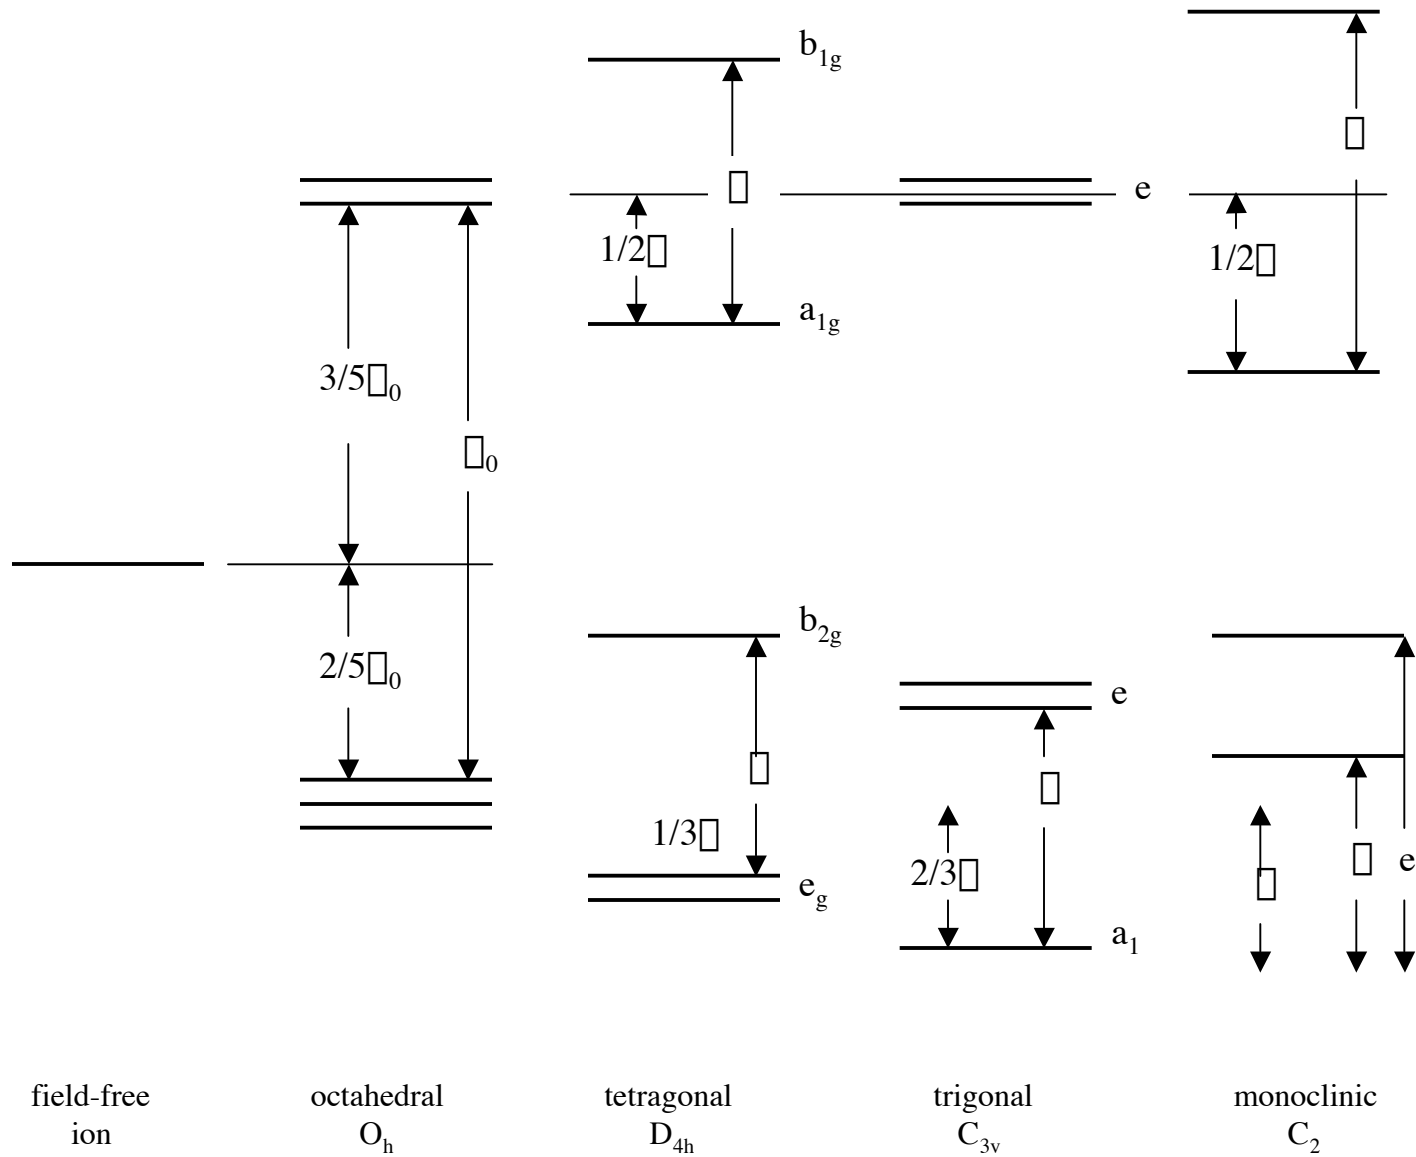 b1g
3/5▯0
▯0
2/5▯0
▯
1/2▯
a1g
b2g
▯
1/3▯
eg
e
e
▯
2/3▯
a1
▯
1/2▯
▯
▯
e
field-free
ion
octahedral
Oh
tetragonal
D4h
trigonal
C3v
monoclinic
C2